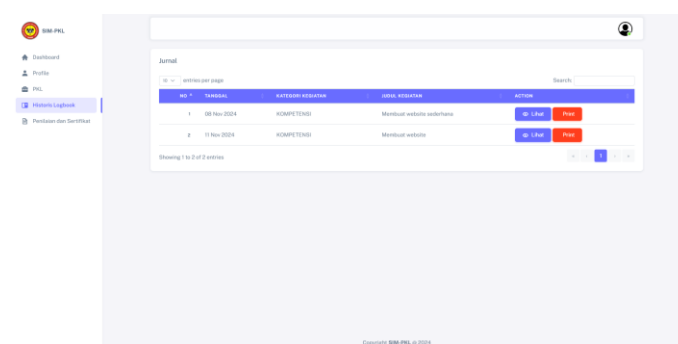 SIM-PKL
Dashboard
Profile
PKL
Historis Logbook
Penilaian dan Sertifikat
Jurnal
10 entries per page
Search:
NO TANGGAL KATEGORI KEGIATAN JUDUL KEGIATAN ACTION
1 08 Nov 2024 KOMPETENSI Membuat website sederhana Lihat Print
2 11 Nov 2024 KOMPETENSI Membuat website Lihat Print
Showing 1 to 2 of 2 entries
« ‹ 1 › »
Copyright SIM-PKL @ 2024